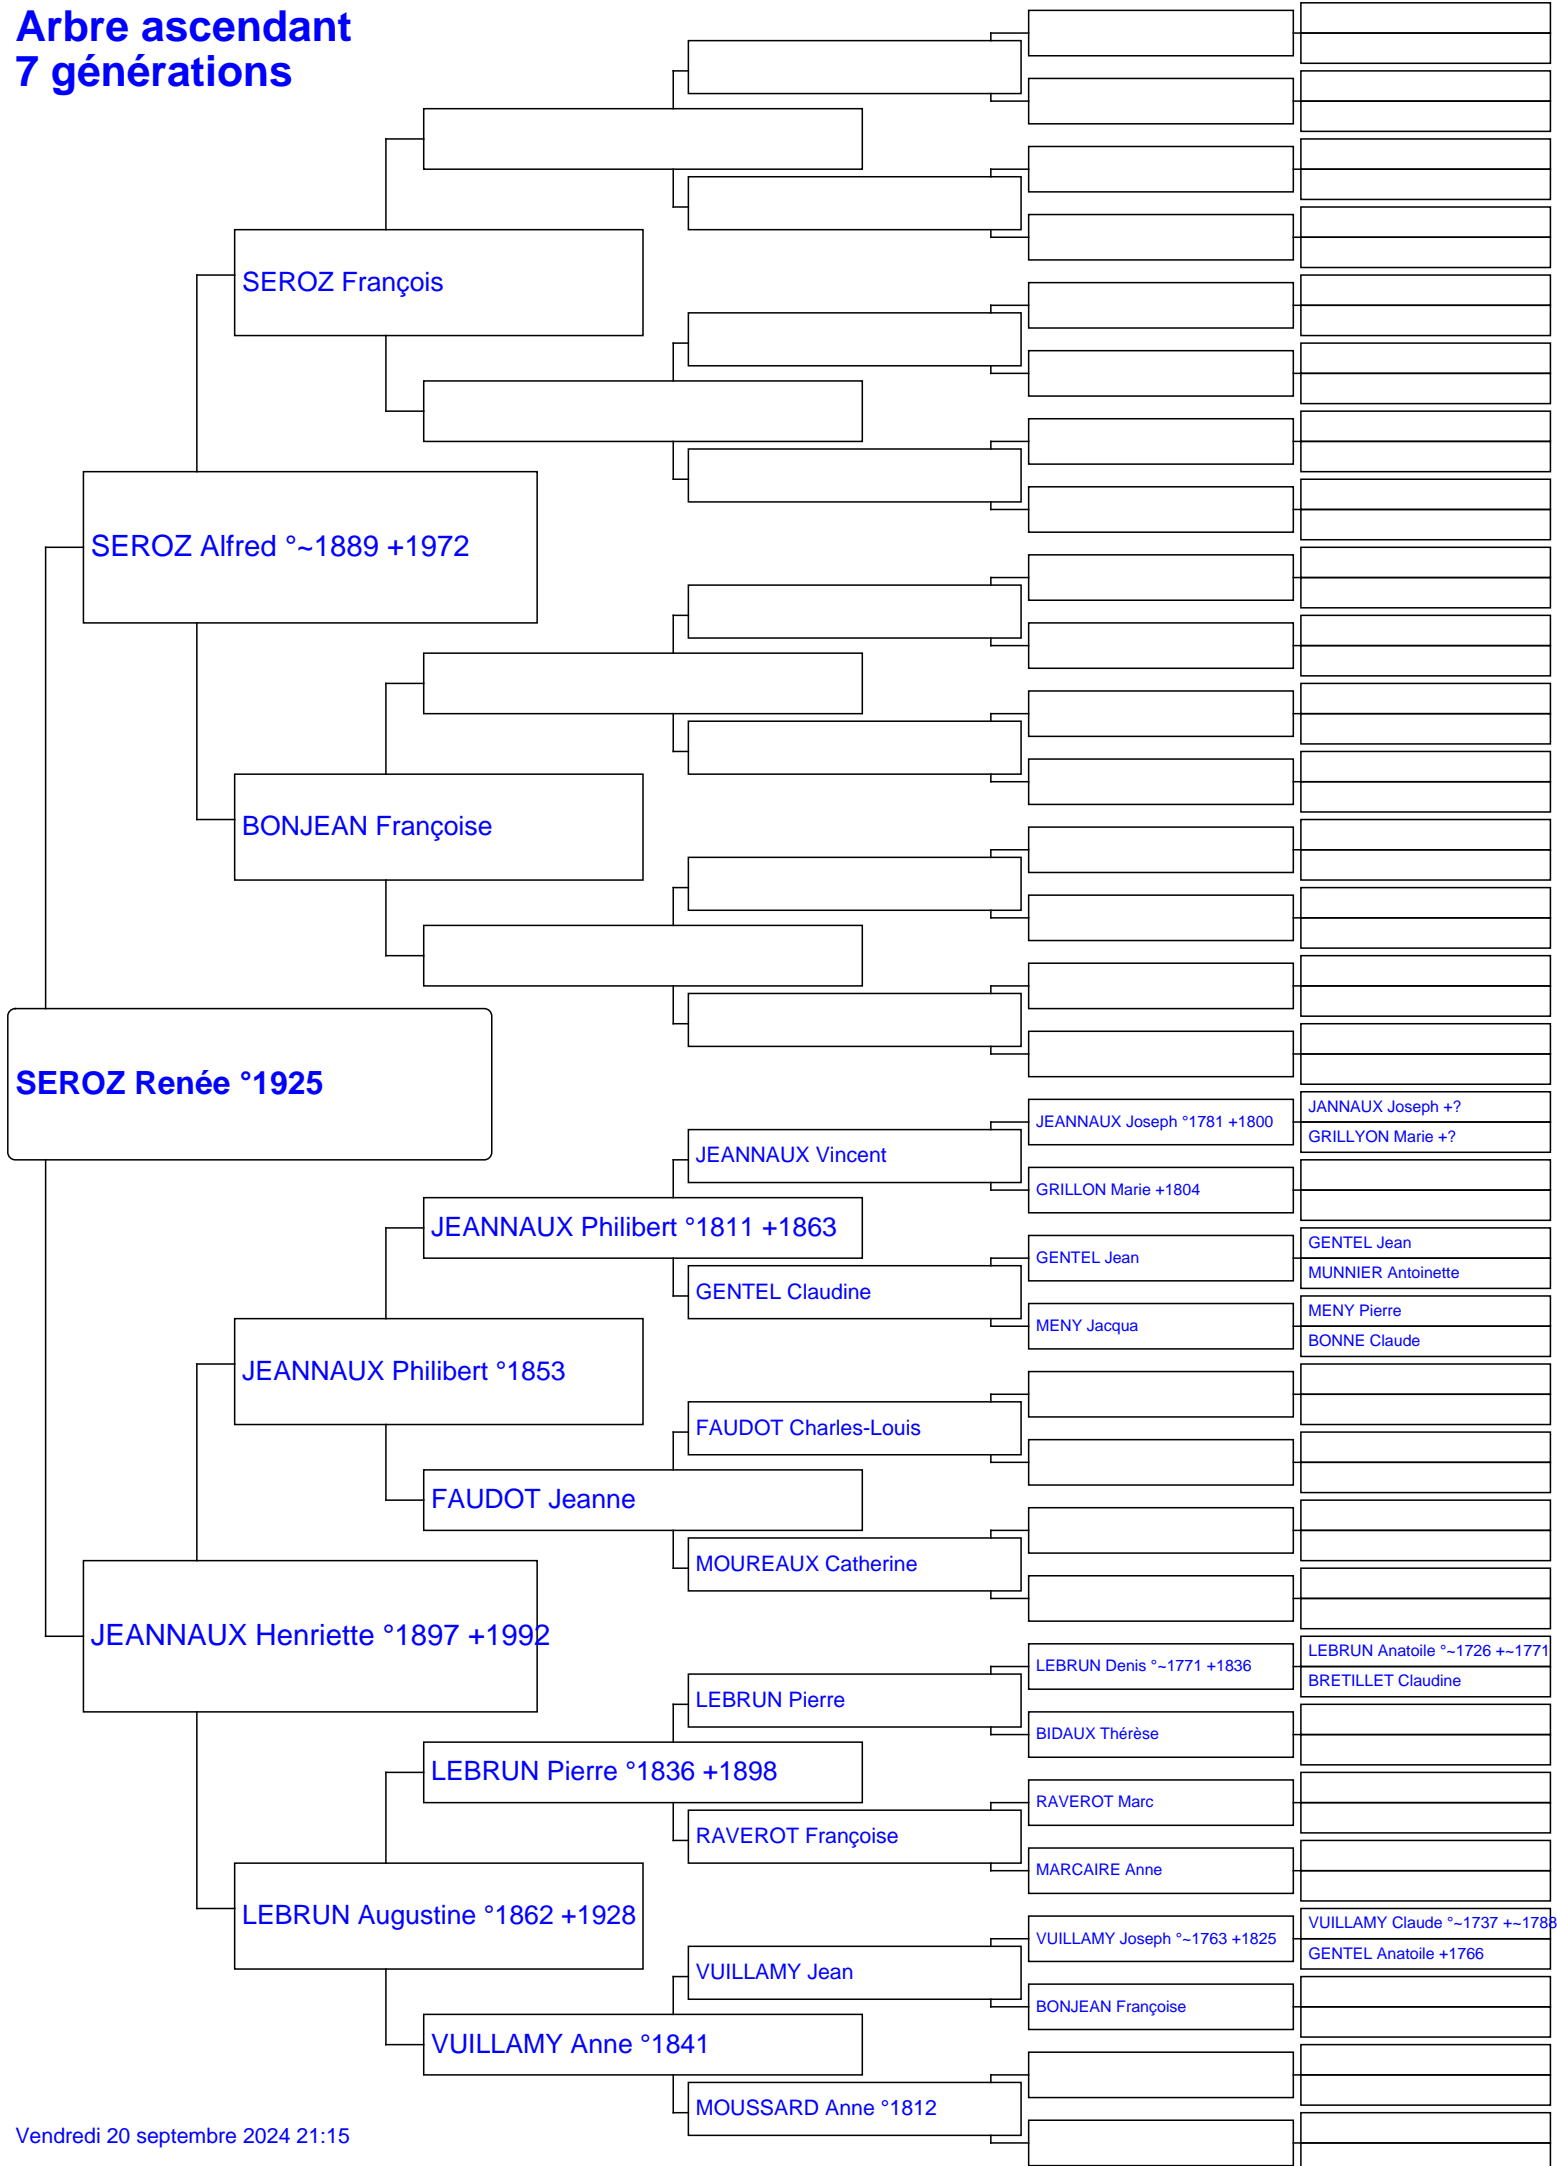 Arbre ascendant
7 générations
SEROZ François
SEROZ Alfred °~1889 +1972
BONJEAN Françoise
SEROZ Renée °1925
JEANNAUX Joseph °1781 +1800
JANNAUX Joseph +?
GRILLYON Marie +?
JEANNAUX Vincent
GRILLON Marie +1804
JEANNAUX Philibert °1811 +1863
GENTEL Jean
GENTEL Jean
MUNNIER Antoinette
GENTEL Claudine
MENY Jacqua
MENY Pierre
BONNE Claude
JEANNAUX Philibert °1853
FAUDOT Charles-Louis
FAUDOT Jeanne
MOUREAUX Catherine
JEANNAUX Henriette °1897 +1992
LEBRUN Denis °~1771 +1836
LEBRUN Anatoile °~1726 +~1771
BRETILLET Claudine
LEBRUN Pierre
BIDAUX Thérèse
LEBRUN Pierre °1836 +1898
RAVEROT Marc
RAVEROT Françoise
MARCAIRE Anne
LEBRUN Augustine °1862 +1928
VUILLAMY Joseph °~1763 +1825
VUILLAMY Claude °~1737 +~1788
GENTEL Anatoile +1766
VUILLAMY Jean
BONJEAN Françoise
VUILLAMY Anne °1841
MOUSSARD Anne °1812
Vendredi 20 septembre 2024 21:15